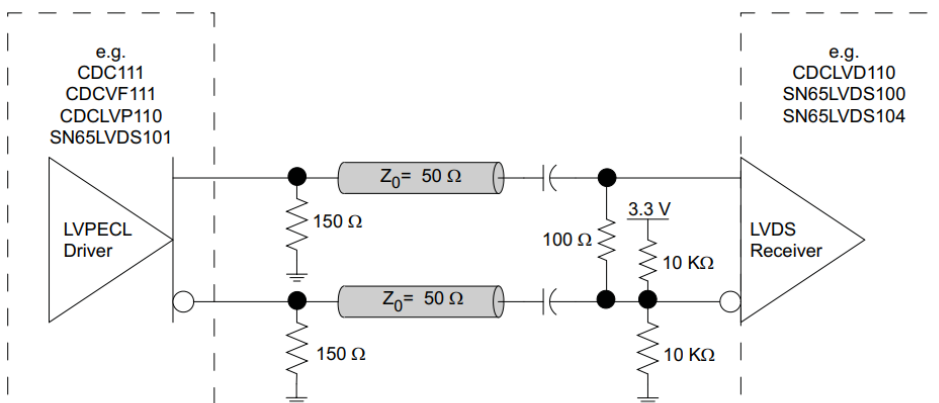 e.g.
CDC111
CDCVF111
CDCLVP110
SN65LVDS101
e.g.
CDCLVD110
SN65LVDS100
SN65LVDS104
Z0= 50 Ω
150 Ω
3.3 V
LVPECL
Driver
100 Ω
10 KΩ
LVDS
Receiver
Z0= 50 Ω
150 Ω
10 KΩ